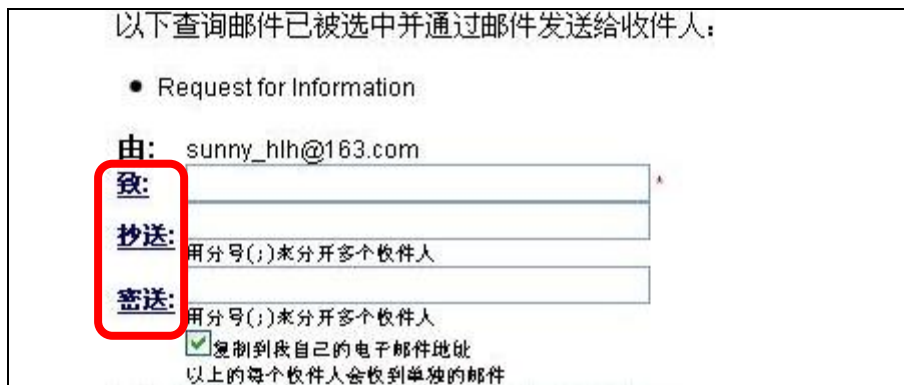 以下查询邮件已被选中并通过邮件发送给收件人：
• Request for Information
由： sunny_hlh@163.com
致: *
抄送:
用分号(;)来分开多个收件人
密送:
用分号(;)来分开多个收件人
复制到我自己的电子邮件地址
以上的每个收件人会收到单独的邮件